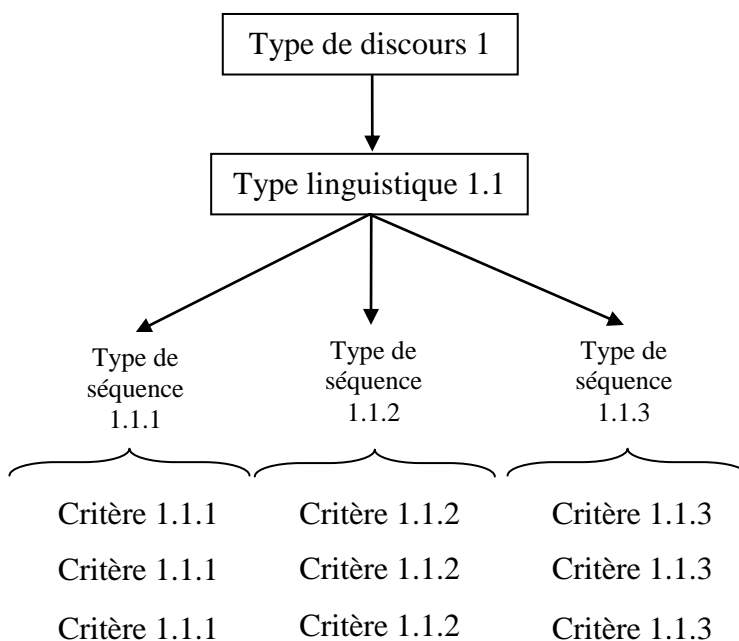 Type de discours 1
Type linguistique 1.1
Type de
séquence
1.1.1
Type de
séquence
1.1.2
Type de
séquence
1.1.3
Critère 1.1.1
Critère 1.1.2
Critère 1.1.3
Critère 1.1.1
Critère 1.1.2
Critère 1.1.3
Critère 1.1.1
Critère 1.1.2
Critère 1.1.3